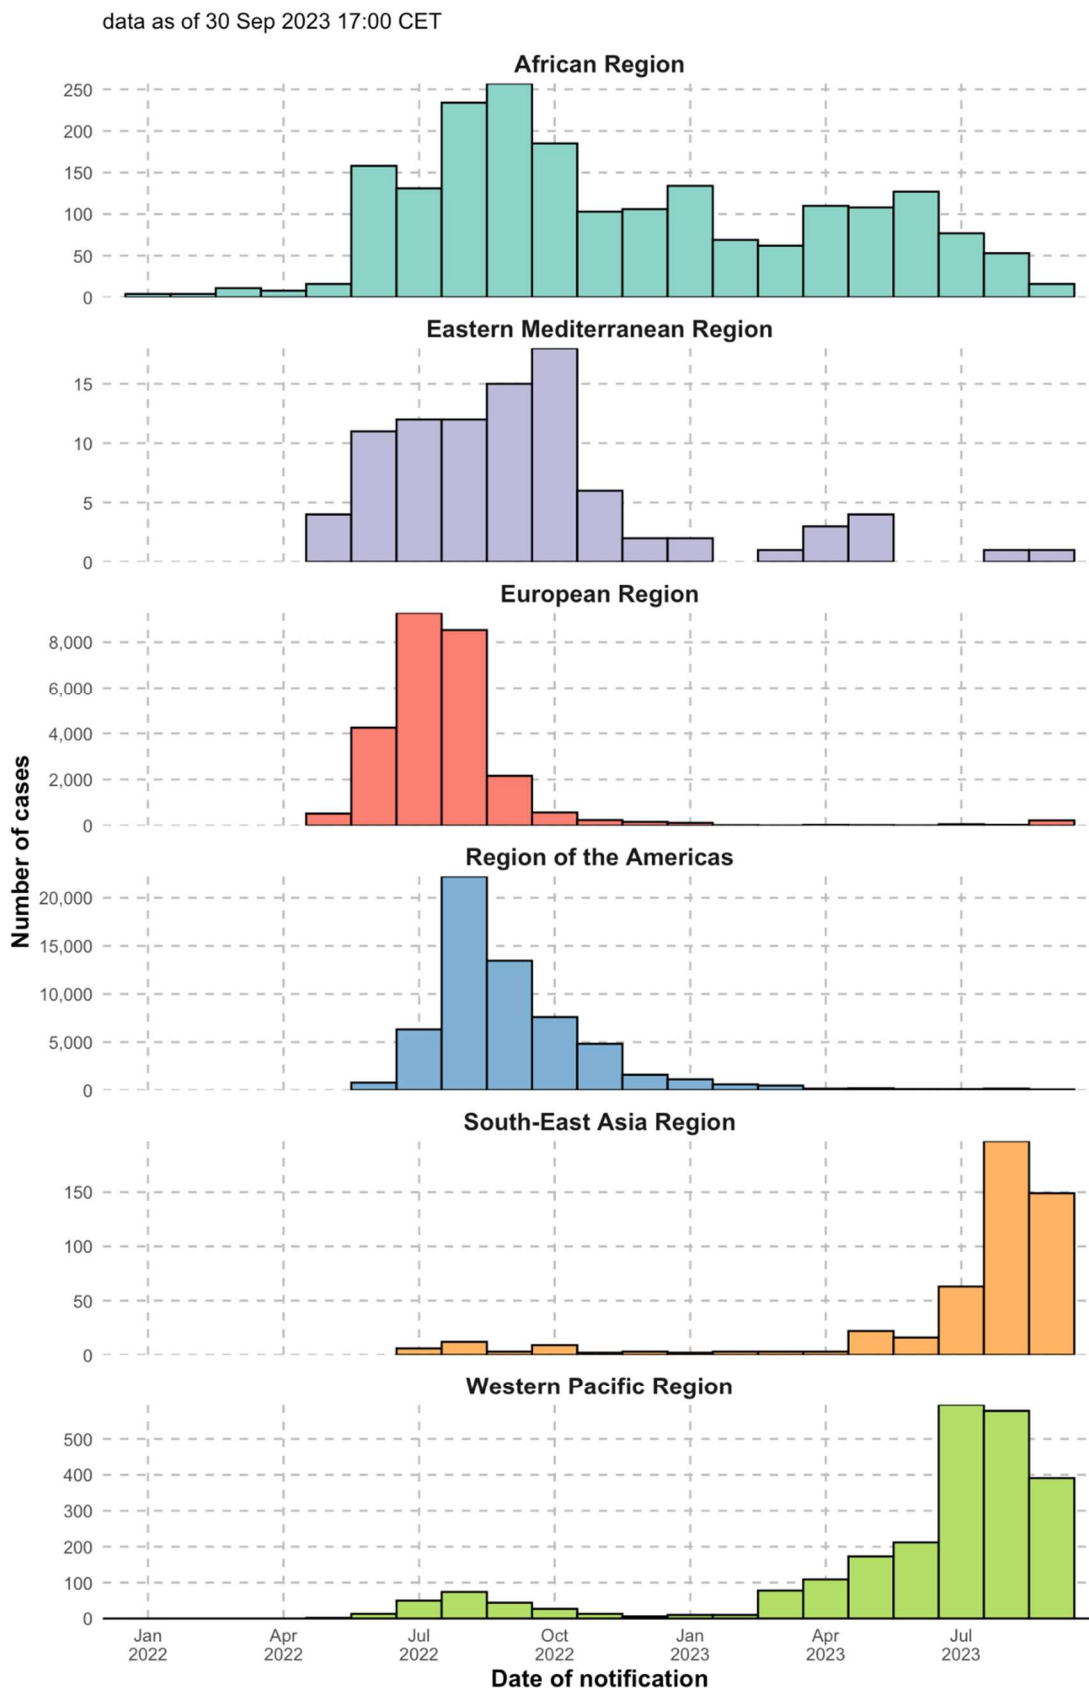 data as of 30 Sep 2023 17:00 CET
African Region
250
200
150
100
50
0
Eastern Mediterranean Region
15
10
5
0
European Region
8,000
6,000
4,000
2,000
0
Number of cases
Region of the Americas
20,000
15,000
10,000
5,000
0
South-East Asia Region
150
100
50
0
Western Pacific Region
500
400
300
200
100
0
Jan Apr Jul Oct Jan Apr Jul
2022 2022 2022 2022 2023 2023 2023
Date of notification